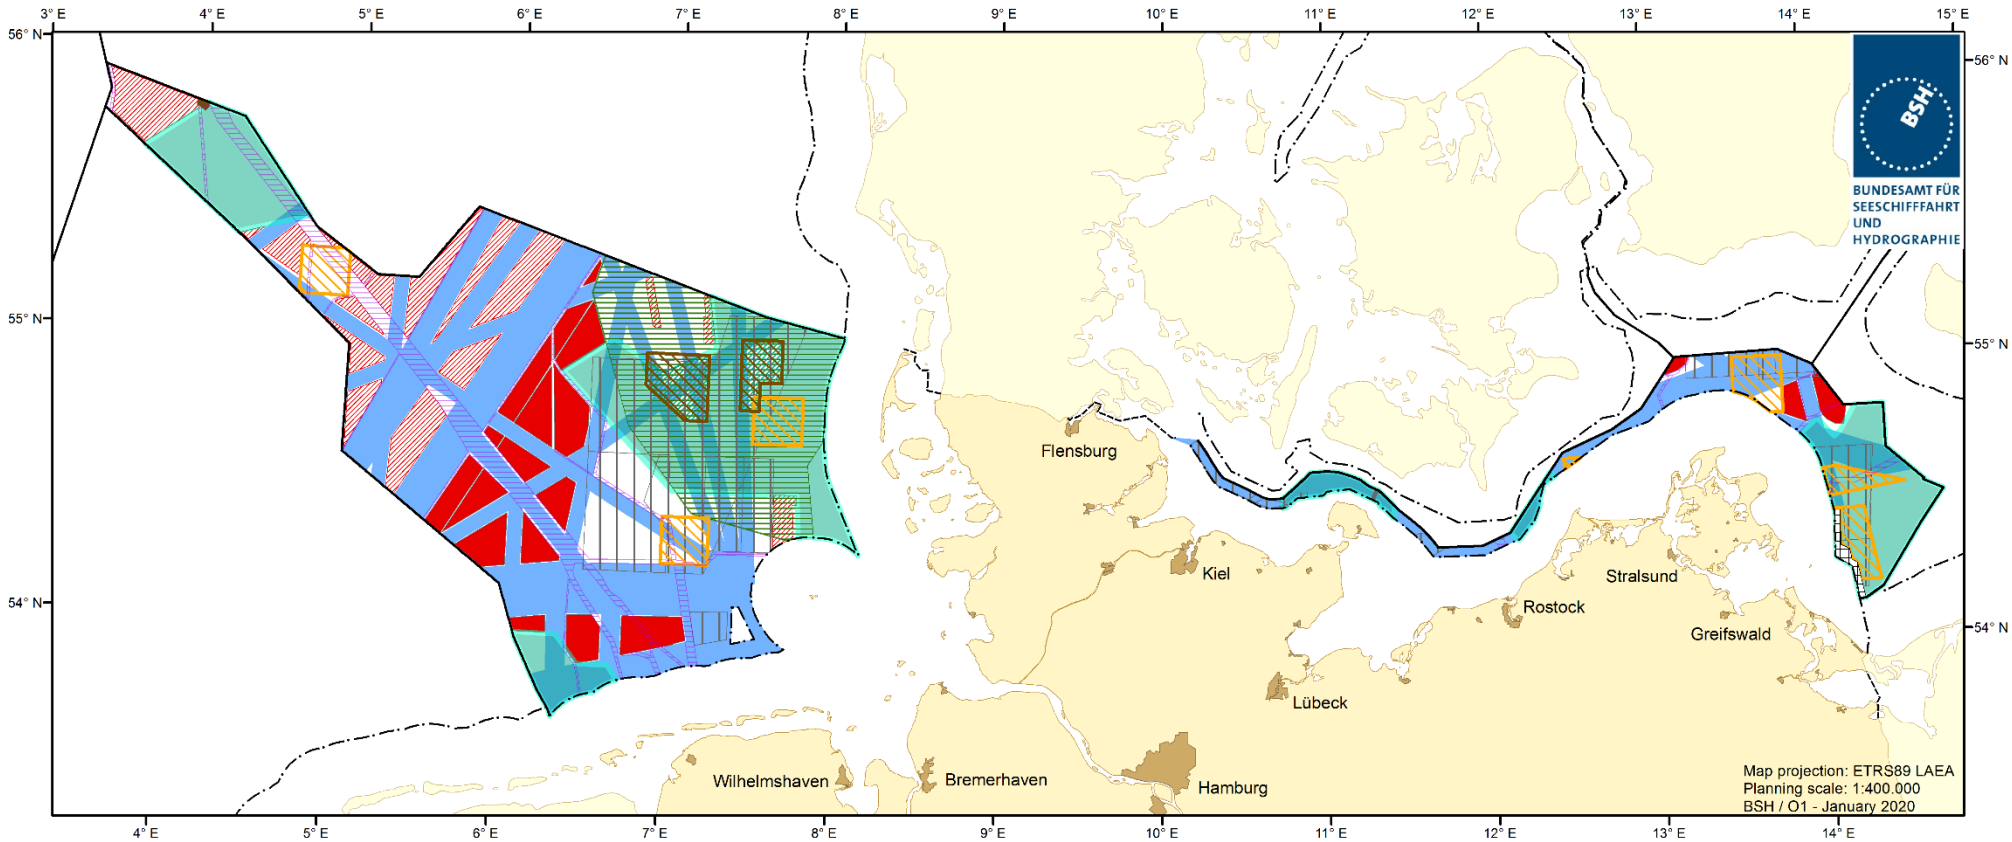 3° E 4° E 5° E 6° E 7° E 8° E 9° E 10° E 11° E 12° E 13° E 14° E 15° E
56° N
56° N
BSH
BUNDESAMT FÜR
SEESCHIFFFAHRT
UND
HYDROGRAPHIE
55° N
55° N
Flensburg
Kiel
Stralsund
54° N
Rostock
54° N
Greifswald
Lübeck
Wilhelmshaven
Bremerhaven
Hamburg
Map projection: ETRS89 LAEA
Planning scale: 1:400.000
BSH / O1 - January 2020
4° E 5° E 6° E 7° E 8° E 9° E 10° E 11° E 12° E 13° E 14° E